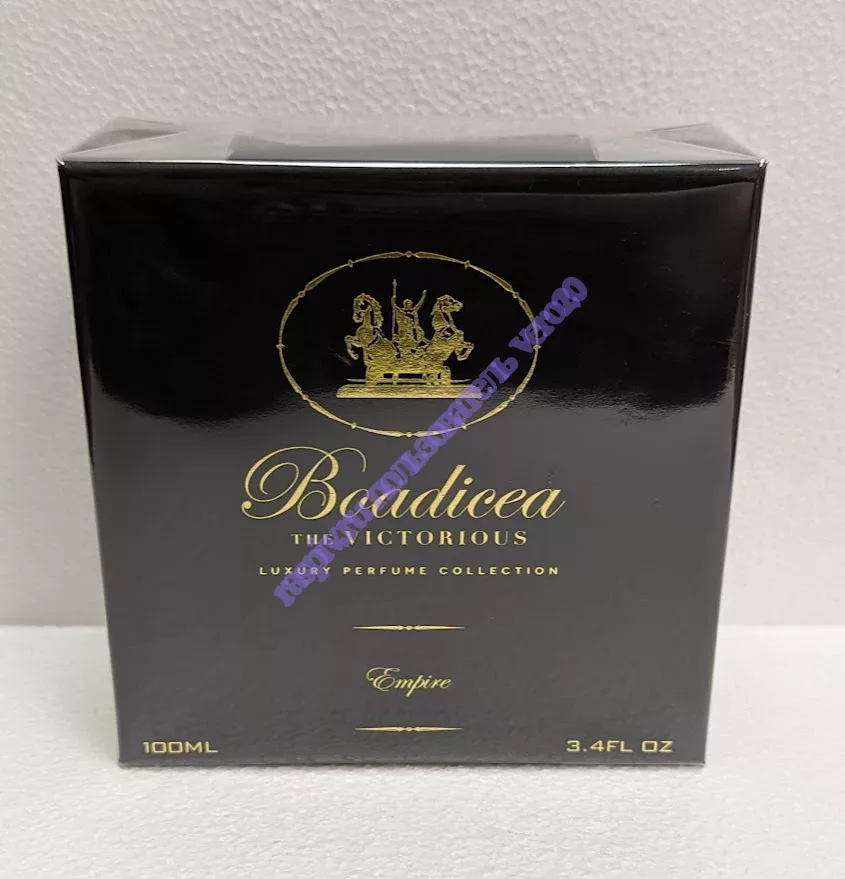 Boadicea
THE VICTORIOUS
LUXURY PERFUME COLLECTION
Empire
100ML
3.4FL OZ